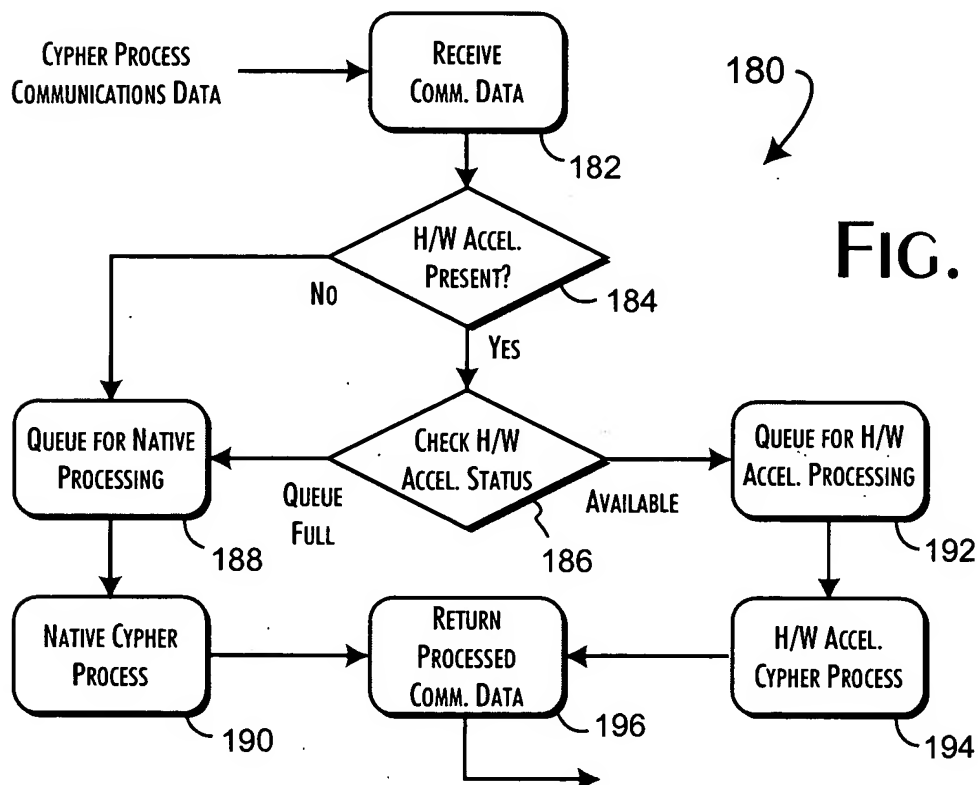 CYPHER PROCESS
COMMUNICATIONS DATA
RECEIVE
COMM. DATA
182
180
H/W ACCEL.
PRESENT?
184
NO
YES
FIG.
QUEUE FOR NATIVE
PROCESSING
188
QUEUE
FULL
CHECK H/W
ACCEL. STATUS
186
AVAILABLE
QUEUE FOR H/W
ACCEL. PROCESSING
192
NATIVE CYPHER
PROCESS
190
RETURN
PROCESSED
COMM. DATA
196
H/W ACCEL.
CYPHER PROCESS
194